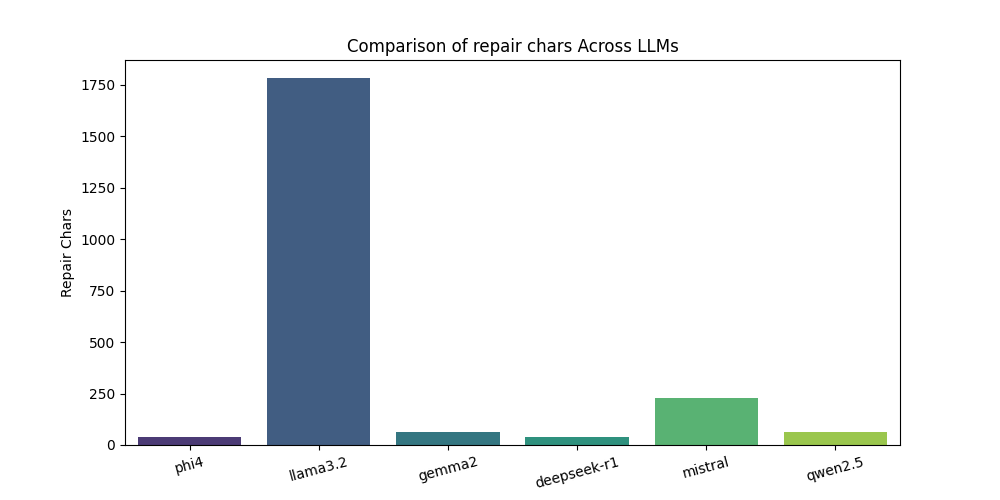 Comparison of repair chars Across LLMs
Repair Chars
1750
1500
1250
1000
750
500
250
0
phi4
llama3.2
gemma2
deepseek-r1
mistral
qwen2.5